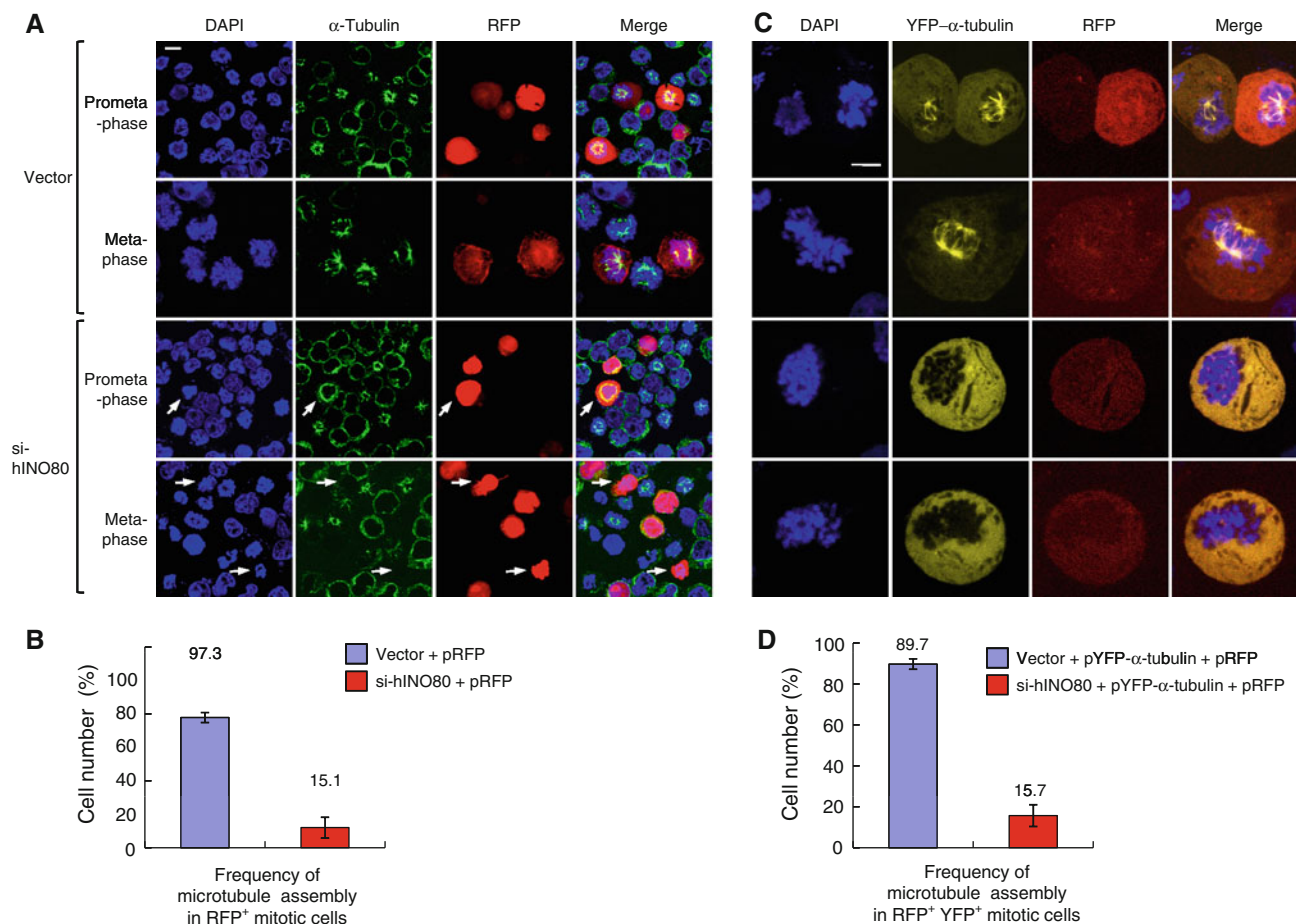 A
DAPI
α-Tubulin
RFP
Merge
Vector
Prometa
-phase
Meta-
phase
si-
hINO80
Prometa
-phase
Meta-
phase
C
DAPI
YFP–α-tubulin
RFP
Merge
B
Cell number (%)
100
80
60
40
20
0
97.3
15.1
Vector + pRFP
si-hINO80 + pRFP
Frequency of
microtubule assembly
in RFP⁺ mitotic cells
D
Cell number (%)
100
80
60
40
20
0
89.7
15.7
Vector + pYFP-α-tubulin + pRFP
si-hINO80 + pYFP-α-tubulin + pRFP
Frequency of
microtubule assembly
in RFP⁺ YFP⁺ mitotic cells